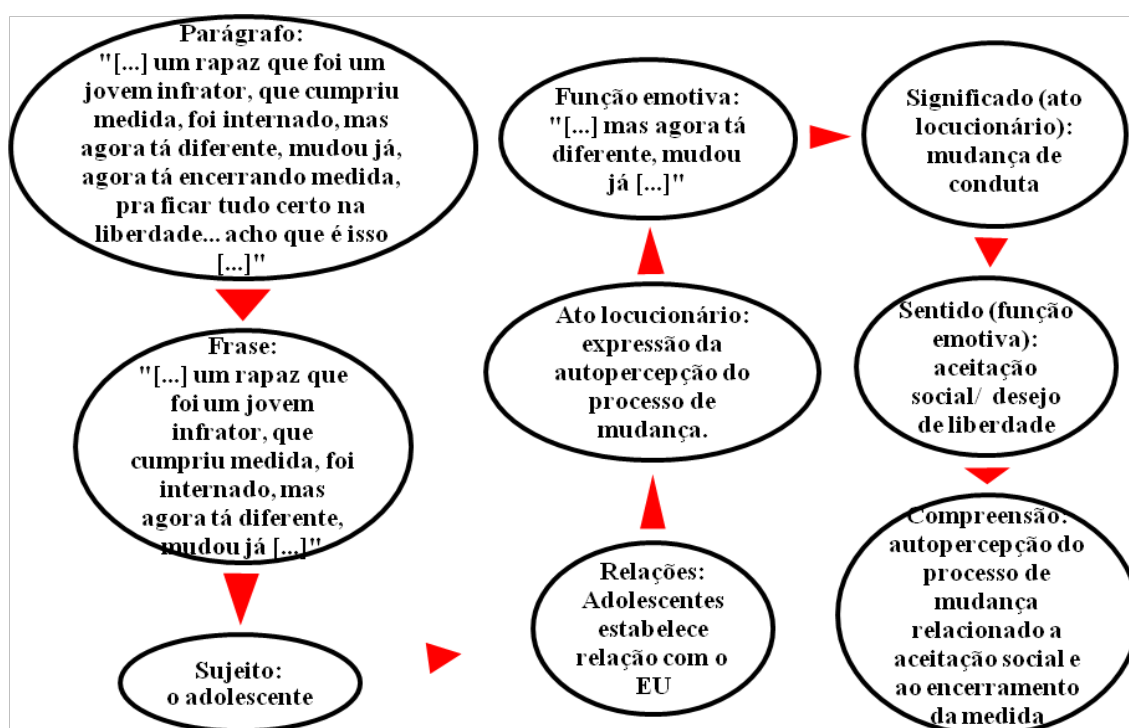 Parágrafo:
"[...] um rapaz que foi um
jovem infrator, que cumpriu
medida, foi internado, mas
agora tá diferente, mudou já,
agora tá encerrando medida,
pra ficar tudo certo na
liberdade... acho que é isso
[...]"
Frase:
"[...] um rapaz que
foi um jovem
infrator, que
cumpriu medida, foi
internado, mas
agora tá diferente,
mudou já [...]"
Sujeito:
o adolescente
Relações:
Adolescentes
estabelece
relação com o
EU
Ato locucionário:
expressão da
autopercepção do
processo de
mudança.
Função emotiva:
"[...] mas agora tá
diferente, mudou
já [...]"
Significado (ato
locucionário):
mudança de
conduta
Sentido (função
emotiva):
aceitação
social/ desejo
de liberdade
Compreensão:
autopercepção do
processo de
mudança
relacionado a
aceitação social e
ao encerramento
da medida